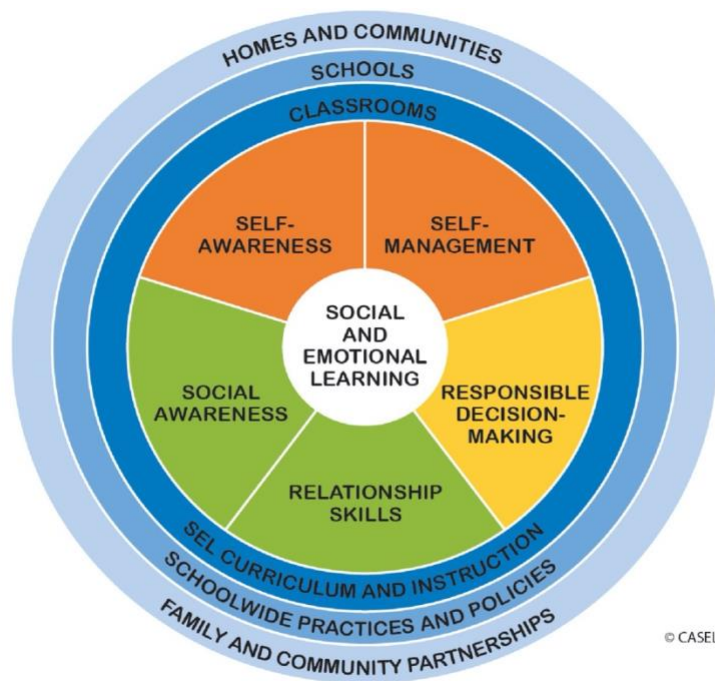 HOMES AND COMMUNITIES
SCHOOLS
CLASSROOMS
SELF-
AWARENESS
SELF-
MANAGEMENT
SOCIAL
AND
EMOTIONAL
LEARNING
SOCIAL
AWARENESS
RESPONSIBLE
DECISION-
MAKING
RELATIONSHIP
SKILLS
SEL CURRICULUM AND INSTRUCTION
SCHOOLWIDE PRACTICES AND POLICIES
FAMILY AND COMMUNITY PARTNERSHIPS
© CASEL